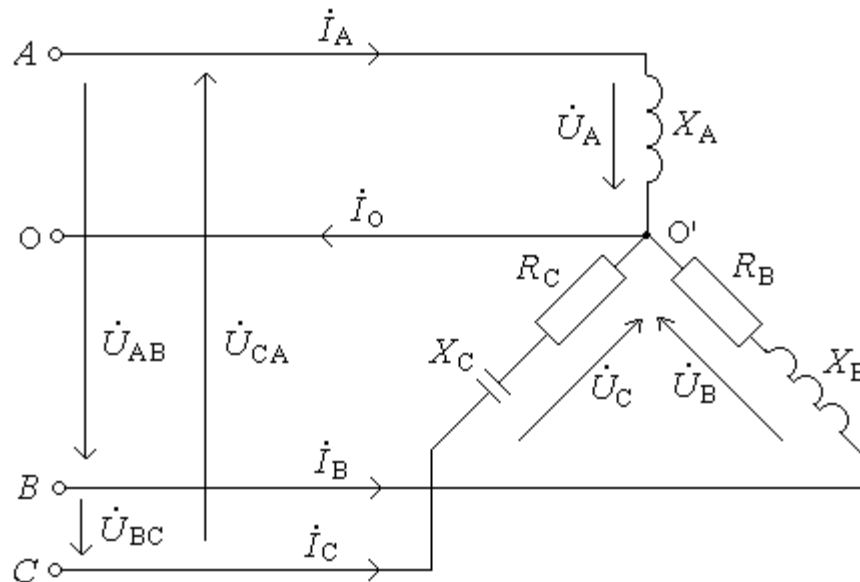 A
İ_A
U̇_A
X_A
O
İ_O
O'
R_C
R_B
U̇_AB
U̇_CA
X_C
U̇_C
U̇_B
X_B
B
İ_B
U̇_BC
C
İ_C